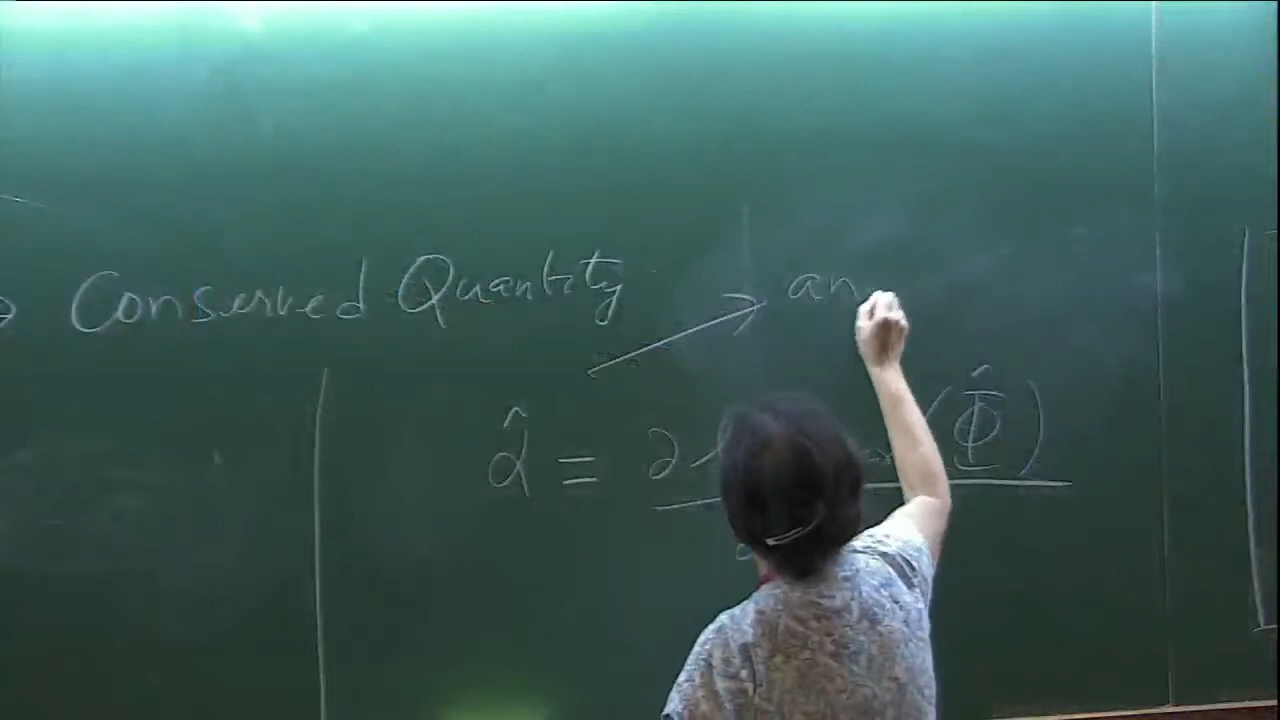 Conserved Quantity an
α̂ = ∂ (Φ̂)